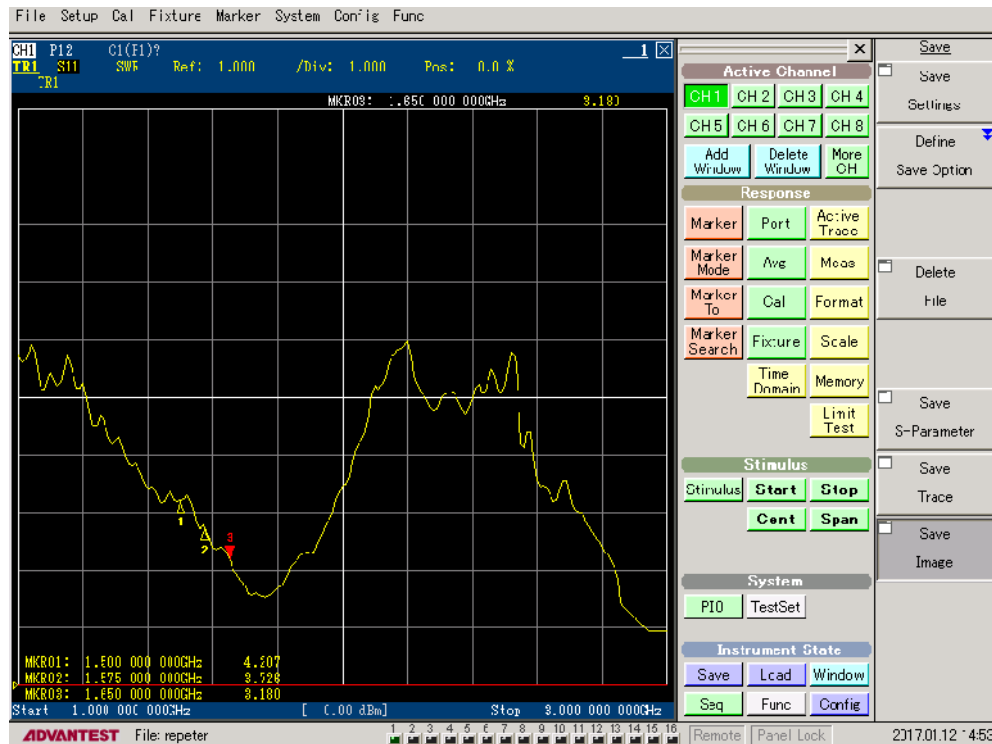 File Setup Cal Fixture Marker System Config Func
CH1 P12 C1(F1)? 1
TR1 S11 SWR Ref: 1.000 /Div: 1.000 Pos: 0.0 %
TR1
MKR03: 1.650 000 000GHz 3.180
1
2
3
MKR01: 1.500 000 000GHz 4.207
MKR02: 1.575 000 000GHz
MKR03: 1.650 000 000GHz 3.180
Start 1.000 000 000GHz [ 0.00 dBm] Stop 3.000 000 000GHz
Active Channel
CH 1 CH 2 CH 3 CH 4
CH 5 CH 6 CH 7 CH 8
Add Window Delete Window More CH
Response
Marker Port Active Trace
Marker Mode Avg Meas
Marker To Cal Format
Marker Search Fixture Scale
Time Domain Memory
Limit Test
Stimulus
Stimulus Start Stop
Cent Span
System
PIO TestSet
Instrument State
Save Load Window
Seq Func Config
Save
Save
Settings
Define
Save Option
Delete
File
Save
S-Parameter
Save
Trace
Save
Image
ADVANTEST File: repeter 1 2 3 4 5 6 7 8 9 10 11 12 13 14 15 16 Remote Panel Lock 2017.01.12 14:53